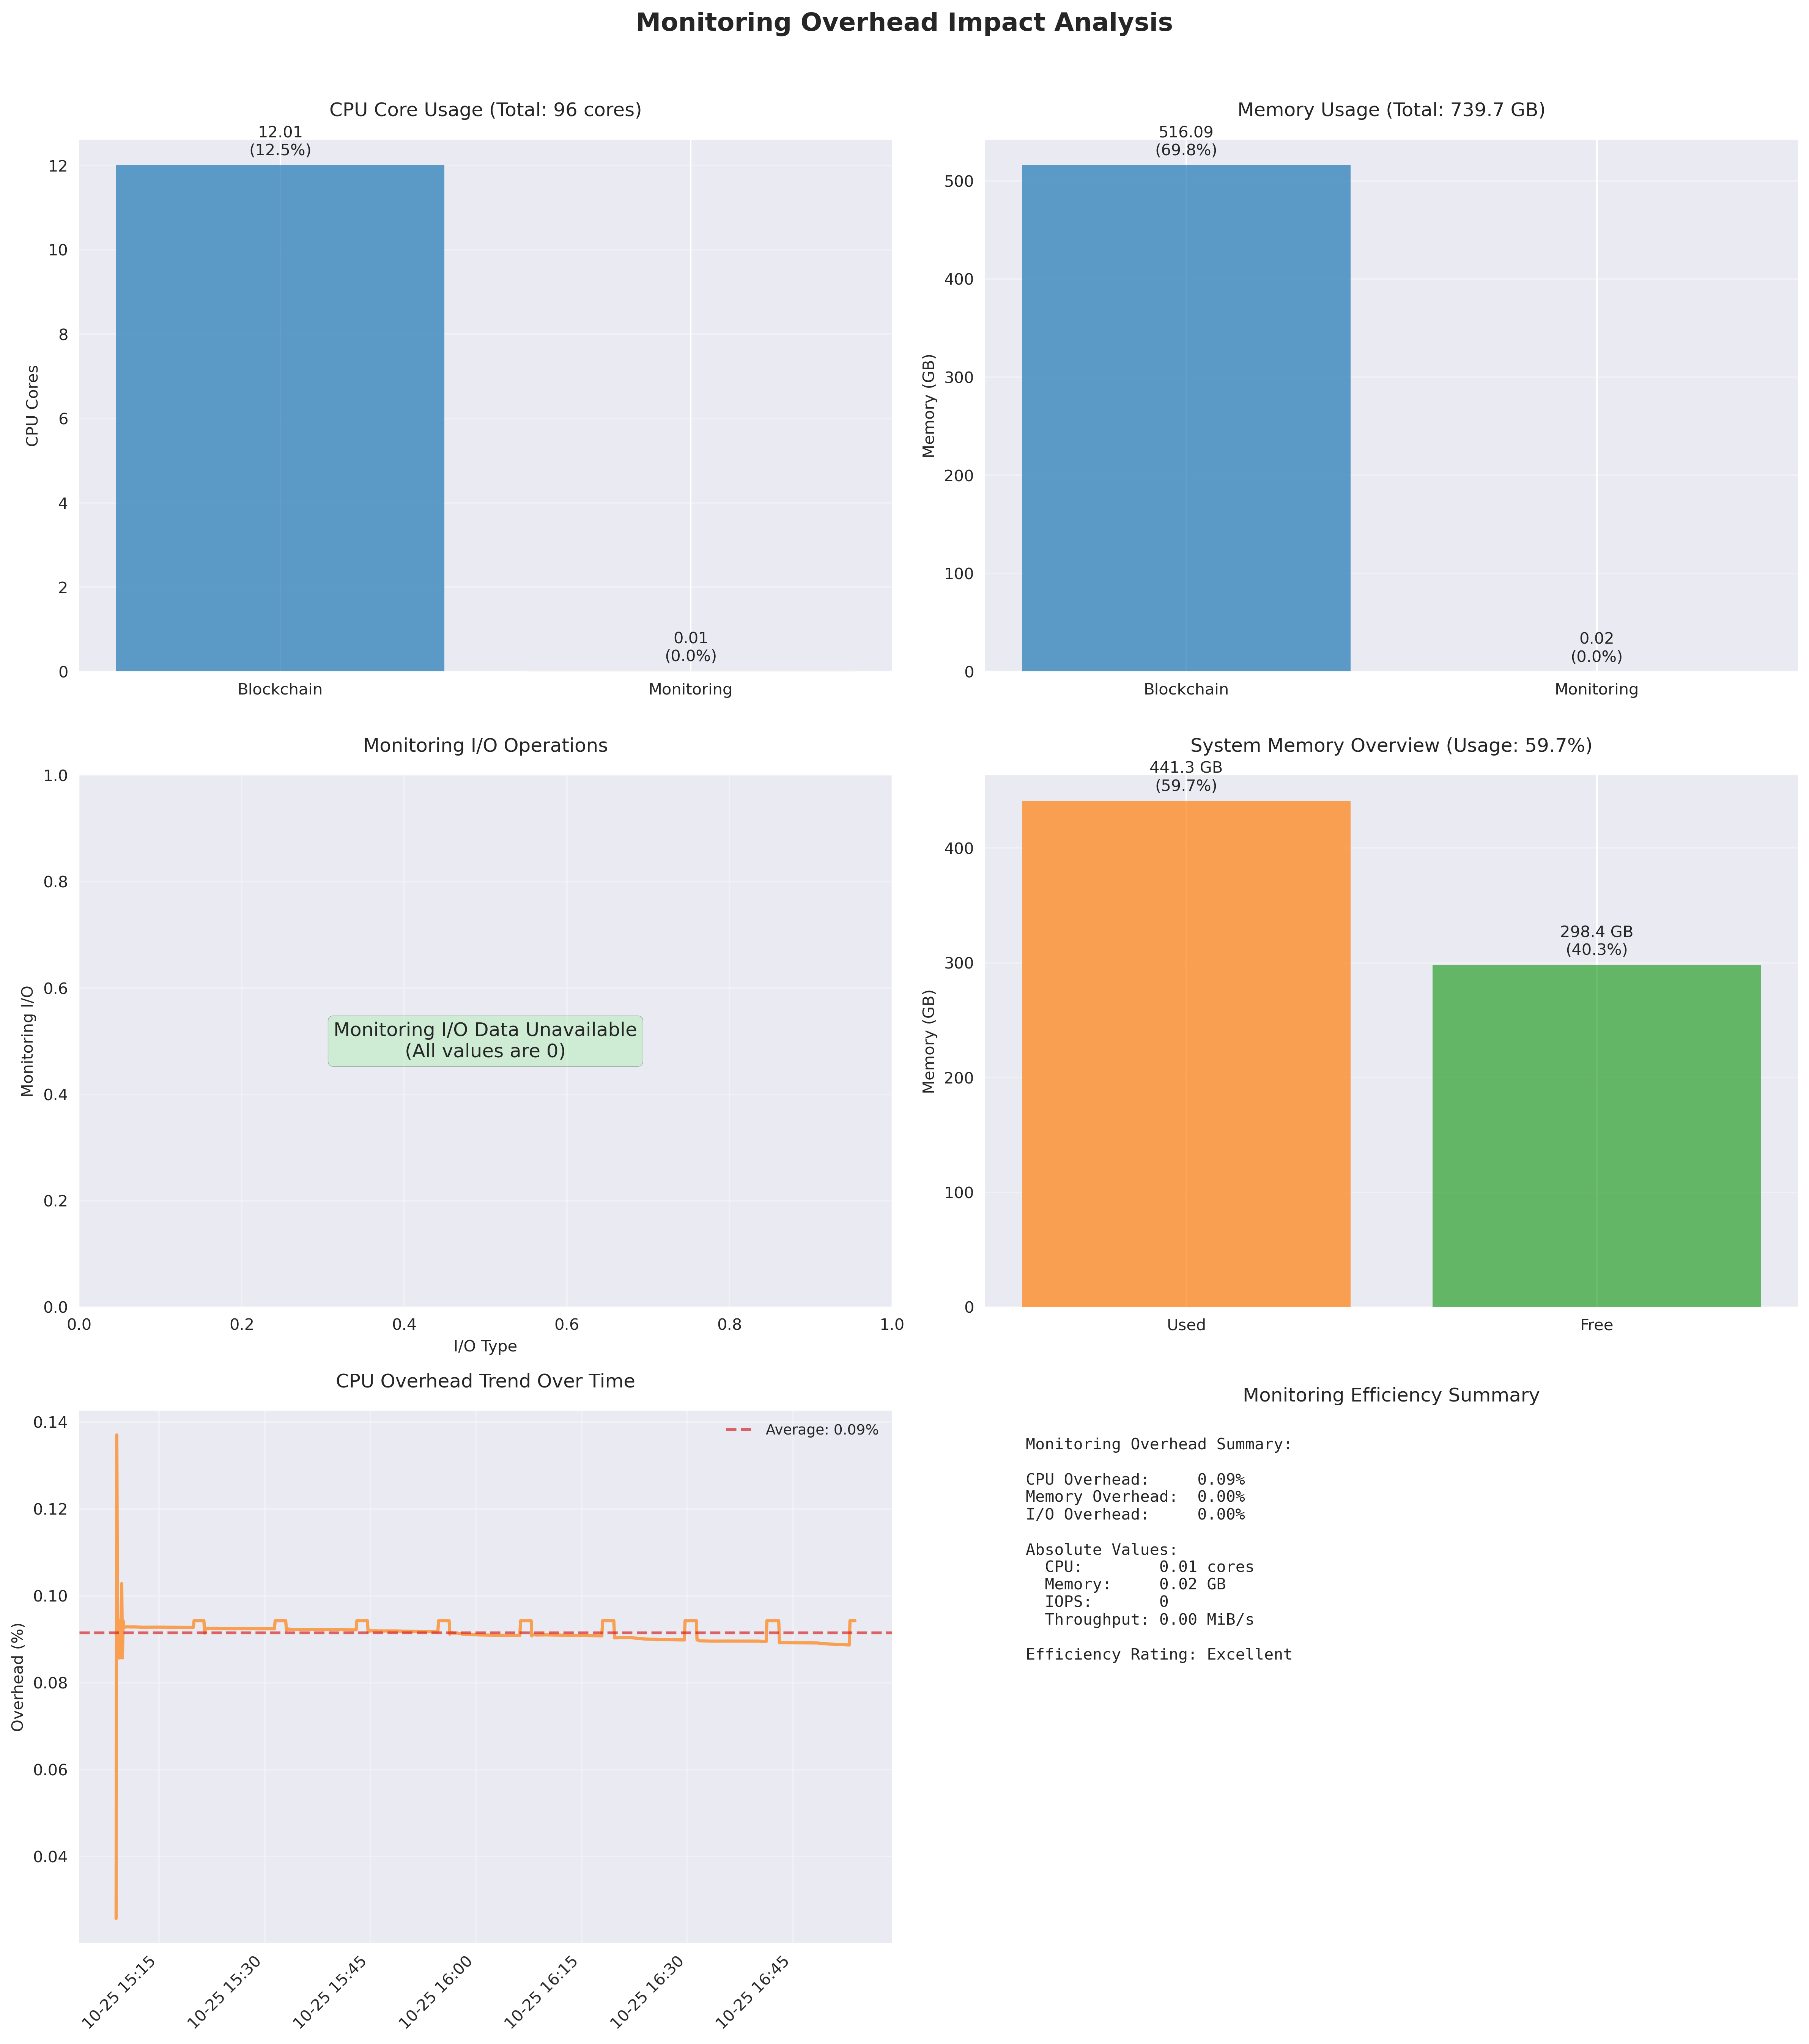 Monitoring Overhead Impact Analysis
CPU Core Usage (Total: 96 cores)
12.01
(12.5%)
12
10
8
6
4
2
0
CPU Cores
0.01
(0.0%)
Blockchain
Monitoring
Memory Usage (Total: 739.7 GB)
516.09
(69.8%)
500
400
300
200
100
0
Memory (GB)
0.02
(0.0%)
Blockchain
Monitoring
Monitoring I/O Operations
1.0
0.8
0.6
0.4
0.2
0.0
Monitoring I/O
Monitoring I/O Data Unavailable
(All values are 0)
0.0
0.2
0.4
0.6
0.8
1.0
I/O Type
System Memory Overview (Usage: 59.7%)
441.3 GB
(59.7%)
400
300
200
100
0
Memory (GB)
298.4 GB
(40.3%)
Used
Free
CPU Overhead Trend Over Time
0.14
0.12
0.10
0.08
0.06
0.04
Overhead (%)
Average: 0.09%
10-25 15:15
10-25 15:30
10-25 15:45
10-25 16:00
10-25 16:15
10-25 16:30
10-25 16:45
Monitoring Efficiency Summary
Monitoring Overhead Summary:
CPU Overhead: 0.09%
Memory Overhead: 0.00%
I/O Overhead: 0.00%
Absolute Values:
CPU: 0.01 cores
Memory: 0.02 GB
IOPS: 0
Throughput: 0.00 MiB/s
Efficiency Rating: Excellent